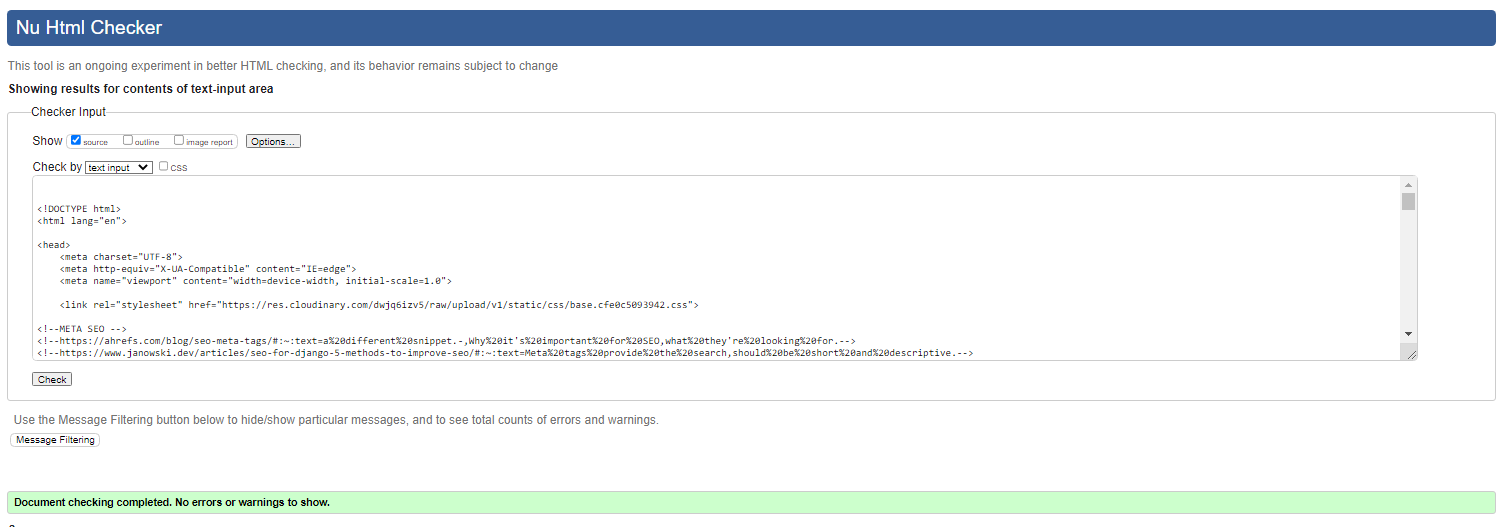 Nu Html Checker
This tool is an ongoing experiment in better HTML checking, and its behavior remains subject to change
Showing results for contents of text-input area
Checker Input
Show source outline image report Options...
Check by text input css
<!DOCTYPE html>
<html lang="en">
<head>
<meta charset="UTF-8">
<meta http-equiv="X-UA-Compatible" content="IE=edge">
<meta name="viewport" content="width=device-width, initial-scale=1.0">
<link rel="stylesheet" href="https://res.cloudinary.com/dwjq6izv5/raw/upload/v1/static/css/base.cfe0c5093942.css">
<!--META SEO -->
<!--https://ahrefs.com/blog/seo-meta-tags/#:~:text=a%20different%20snippet.-,Why%20it's%20important%20for%20SEO,what%20they're%20looking%20for.-->
<!--https://www.janowski.dev/articles/seo-for-django-5-methods-to-improve-seo/#:~:text=Meta%20tags%20provide%20the%20search,should%20be%20short%20and%20descriptive.-->
Check
Use the Message Filtering button below to hide/show particular messages, and to see total counts of errors and warnings.
Message Filtering
Document checking completed. No errors or warnings to show.